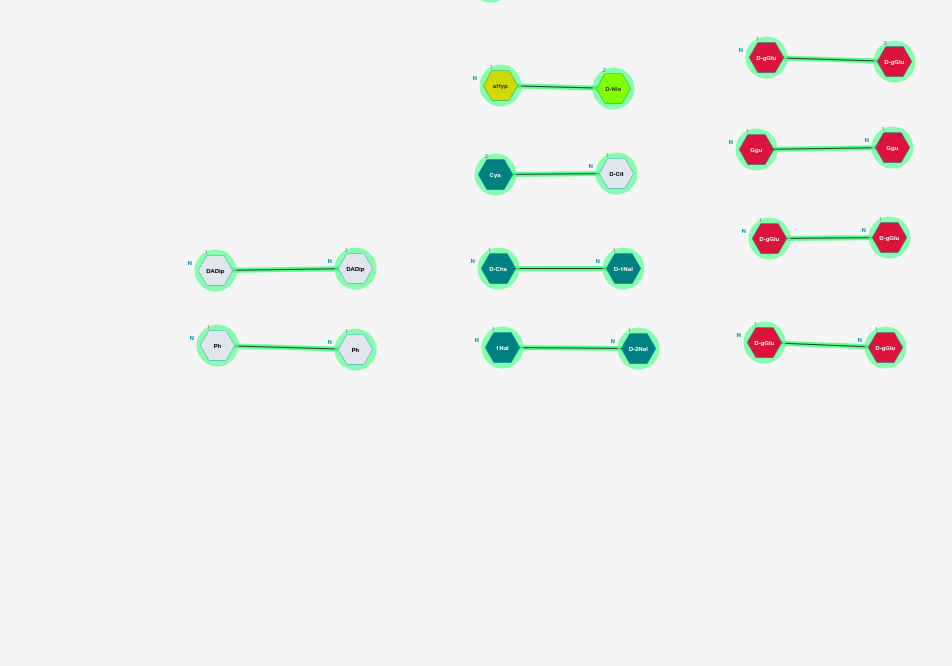 1
N
D-gGlu
2
D-gGlu
1
N
aHyp
2
D-Nle
1
N
Ggu
1
N
Ggu
2
Cya
1
N
D-Cit
1
N
D-gGlu
1
N
D-gGlu
1
N
DADip
1
N
DADip
1
N
D-Cha
1
N
D-1Nal
1
N
Ph
1
N
Ph
1
N
1Nal
1
N
D-2Nal
1
N
D-gGlu
1
N
D-gGlu